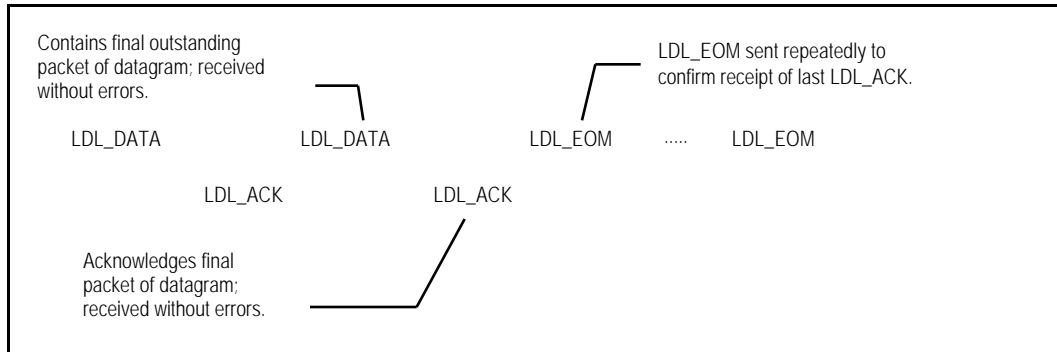 Contains final outstanding
packet of datagram; received
without errors.
LDL_EOM sent repeatedly to
confirm receipt of last LDL_ACK.
LDL_DATA LDL_DATA LDL_EOM ..... LDL_EOM
LDL_ACK LDL_ACK
Acknowledges final
packet of datagram;
received without errors.